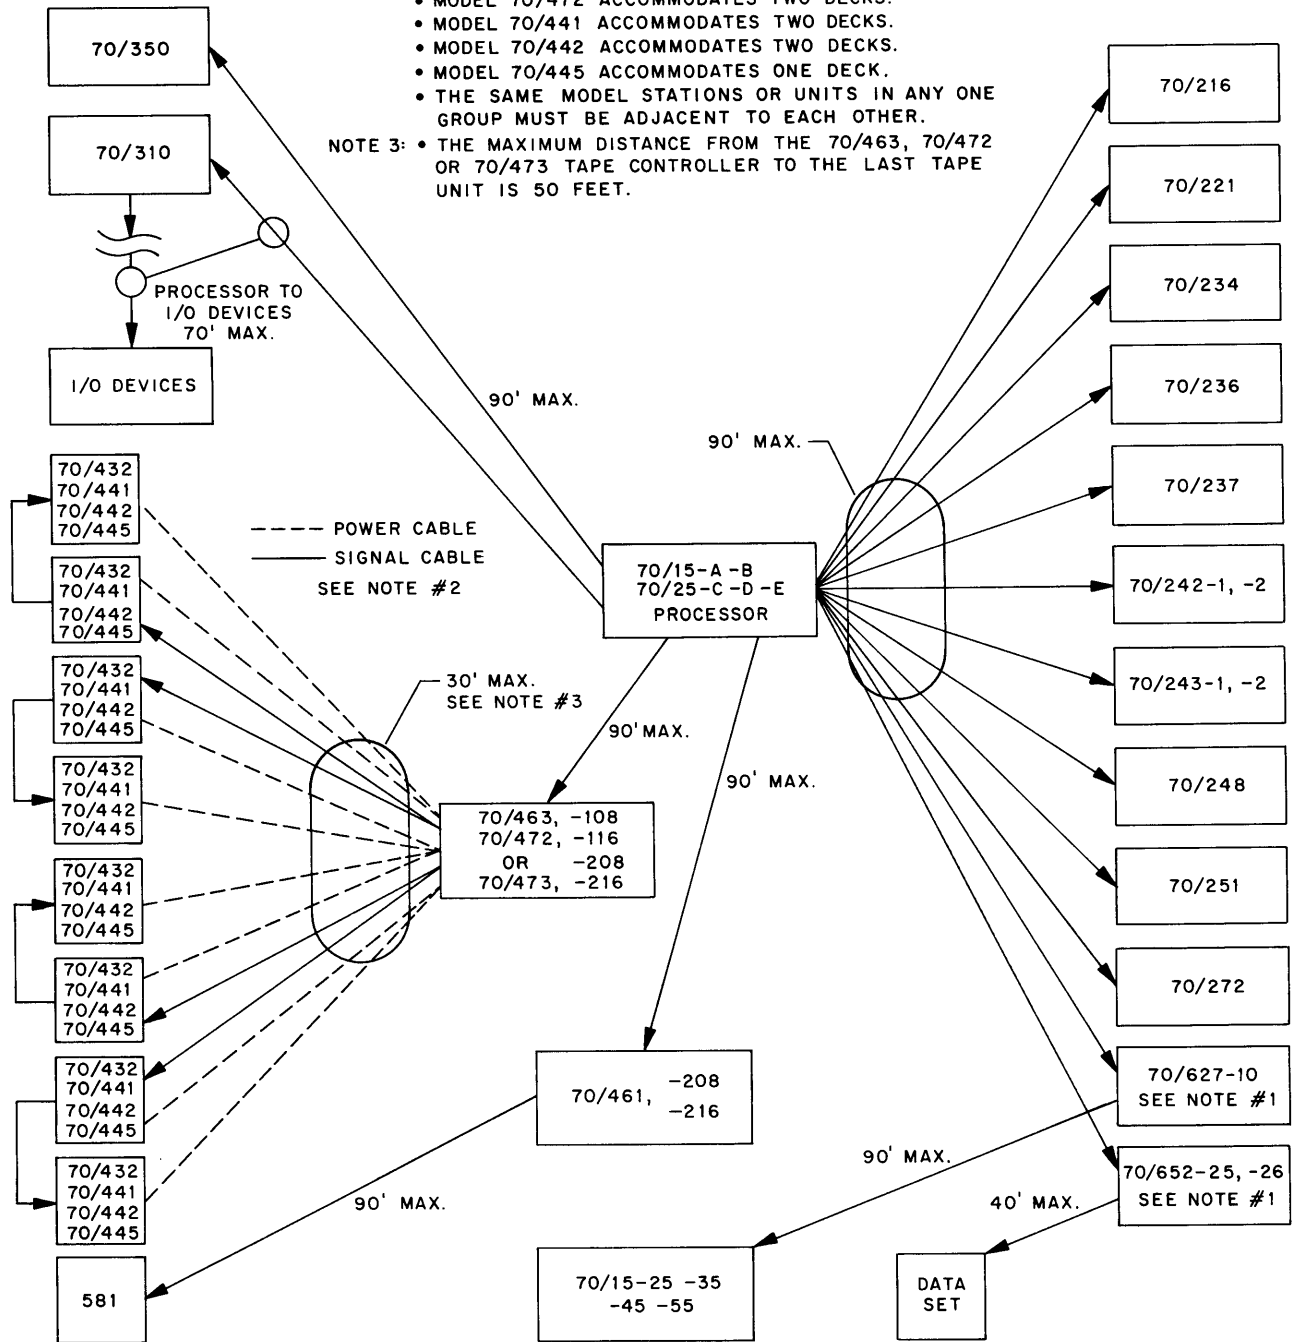 • MODEL 70/472 ACCOMMODATES TWO DECKS.
• MODEL 70/441 ACCOMMODATES TWO DECKS.
• MODEL 70/442 ACCOMMODATES TWO DECKS.
• MODEL 70/445 ACCOMMODATES ONE DECK.
• THE SAME MODEL STATIONS OR UNITS IN ANY ONE
GROUP MUST BE ADJACENT TO EACH OTHER.
NOTE 3: • THE MAXIMUM DISTANCE FROM THE 70/463, 70/472
OR 70/473 TAPE CONTROLLER TO THE LAST TAPE
UNIT IS 50 FEET.
70/350
70/310
PROCESSOR TO
I/O DEVICES
70' MAX.
I/O DEVICES
90' MAX.
90' MAX.
70/216
70/221
70/234
70/236
70/237
70/242-1, -2
70/243-1, -2
70/248
70/251
70/272
70/627-10
SEE NOTE #1
70/652-25, -26
SEE NOTE #1
POWER CABLE
SIGNAL CABLE
SEE NOTE #2
70/15-A -B
70/25-C -D -E
PROCESSOR
70/432
70/441
70/442
70/445
70/432
70/441
70/442
70/445
70/432
70/441
70/442
70/445
70/432
70/441
70/442
70/445
70/432
70/441
70/442
70/445
70/432
70/441
70/442
70/445
70/432
70/441
70/442
70/445
70/432
70/441
70/442
70/445
30' MAX.
SEE NOTE #3
90' MAX.
90' MAX.
70/463, -108
70/472, -116
OR -208
70/473, -216
70/461, -208
-216
90' MAX.
90' MAX.
40' MAX.
581
70/15-25 -35
-45 -55
DATA
SET